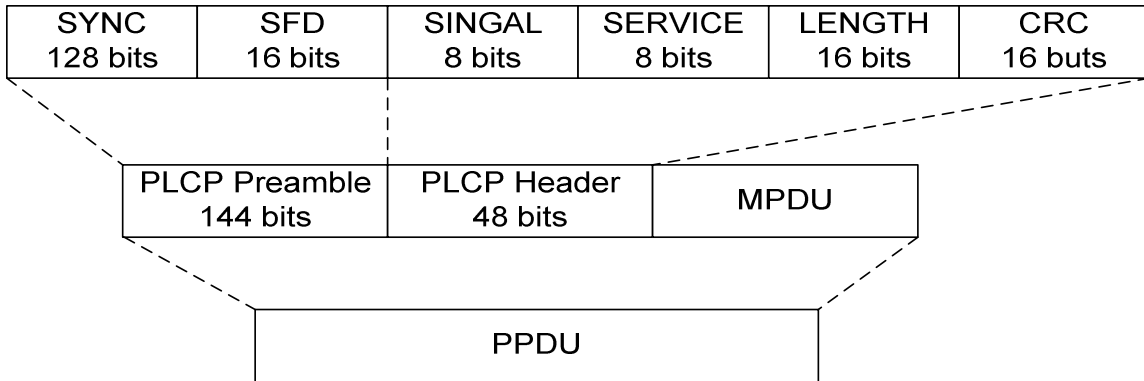 SYNC
128 bits
SFD
16 bits
SINGAL
8 bits
SERVICE
8 bits
LENGTH
16 bits
CRC
16 buts
PLCP Preamble
144 bits
PLCP Header
48 bits
MPDU
PPDU